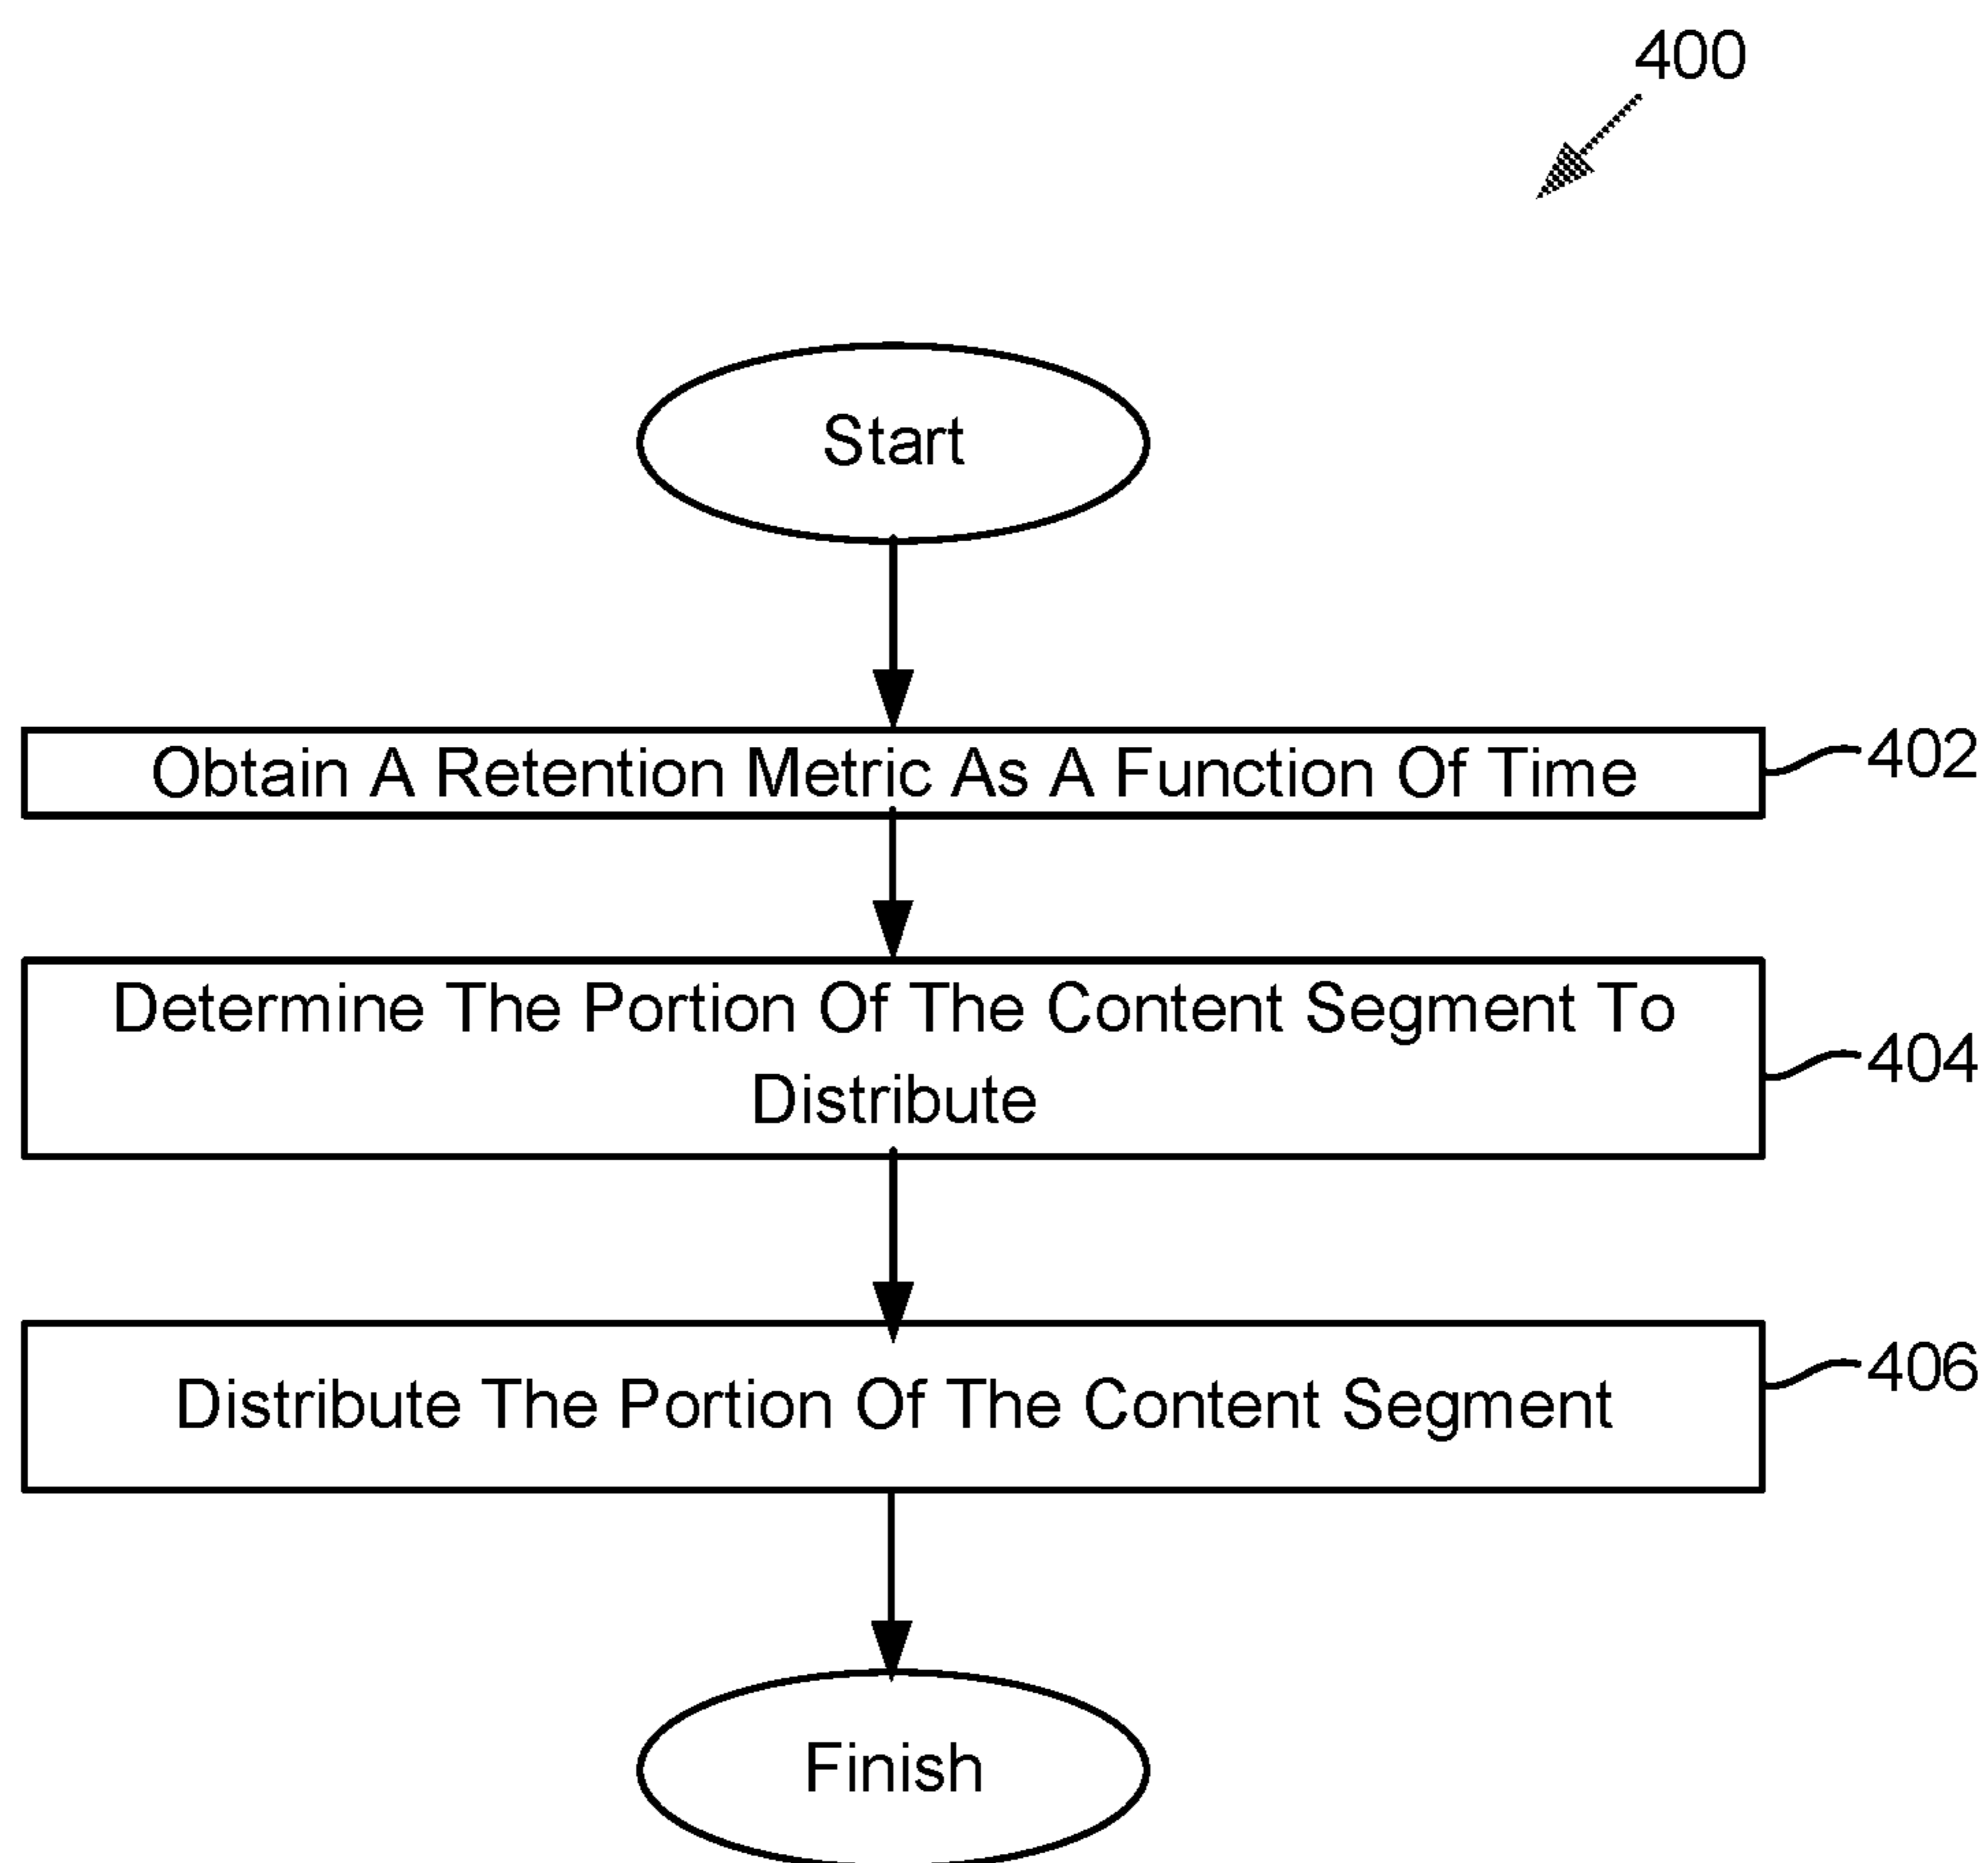 400
Start
Obtain A Retention Metric As A Function Of Time
402
Determine The Portion Of The Content Segment To
Distribute
404
Distribute The Portion Of The Content Segment
406
Finish